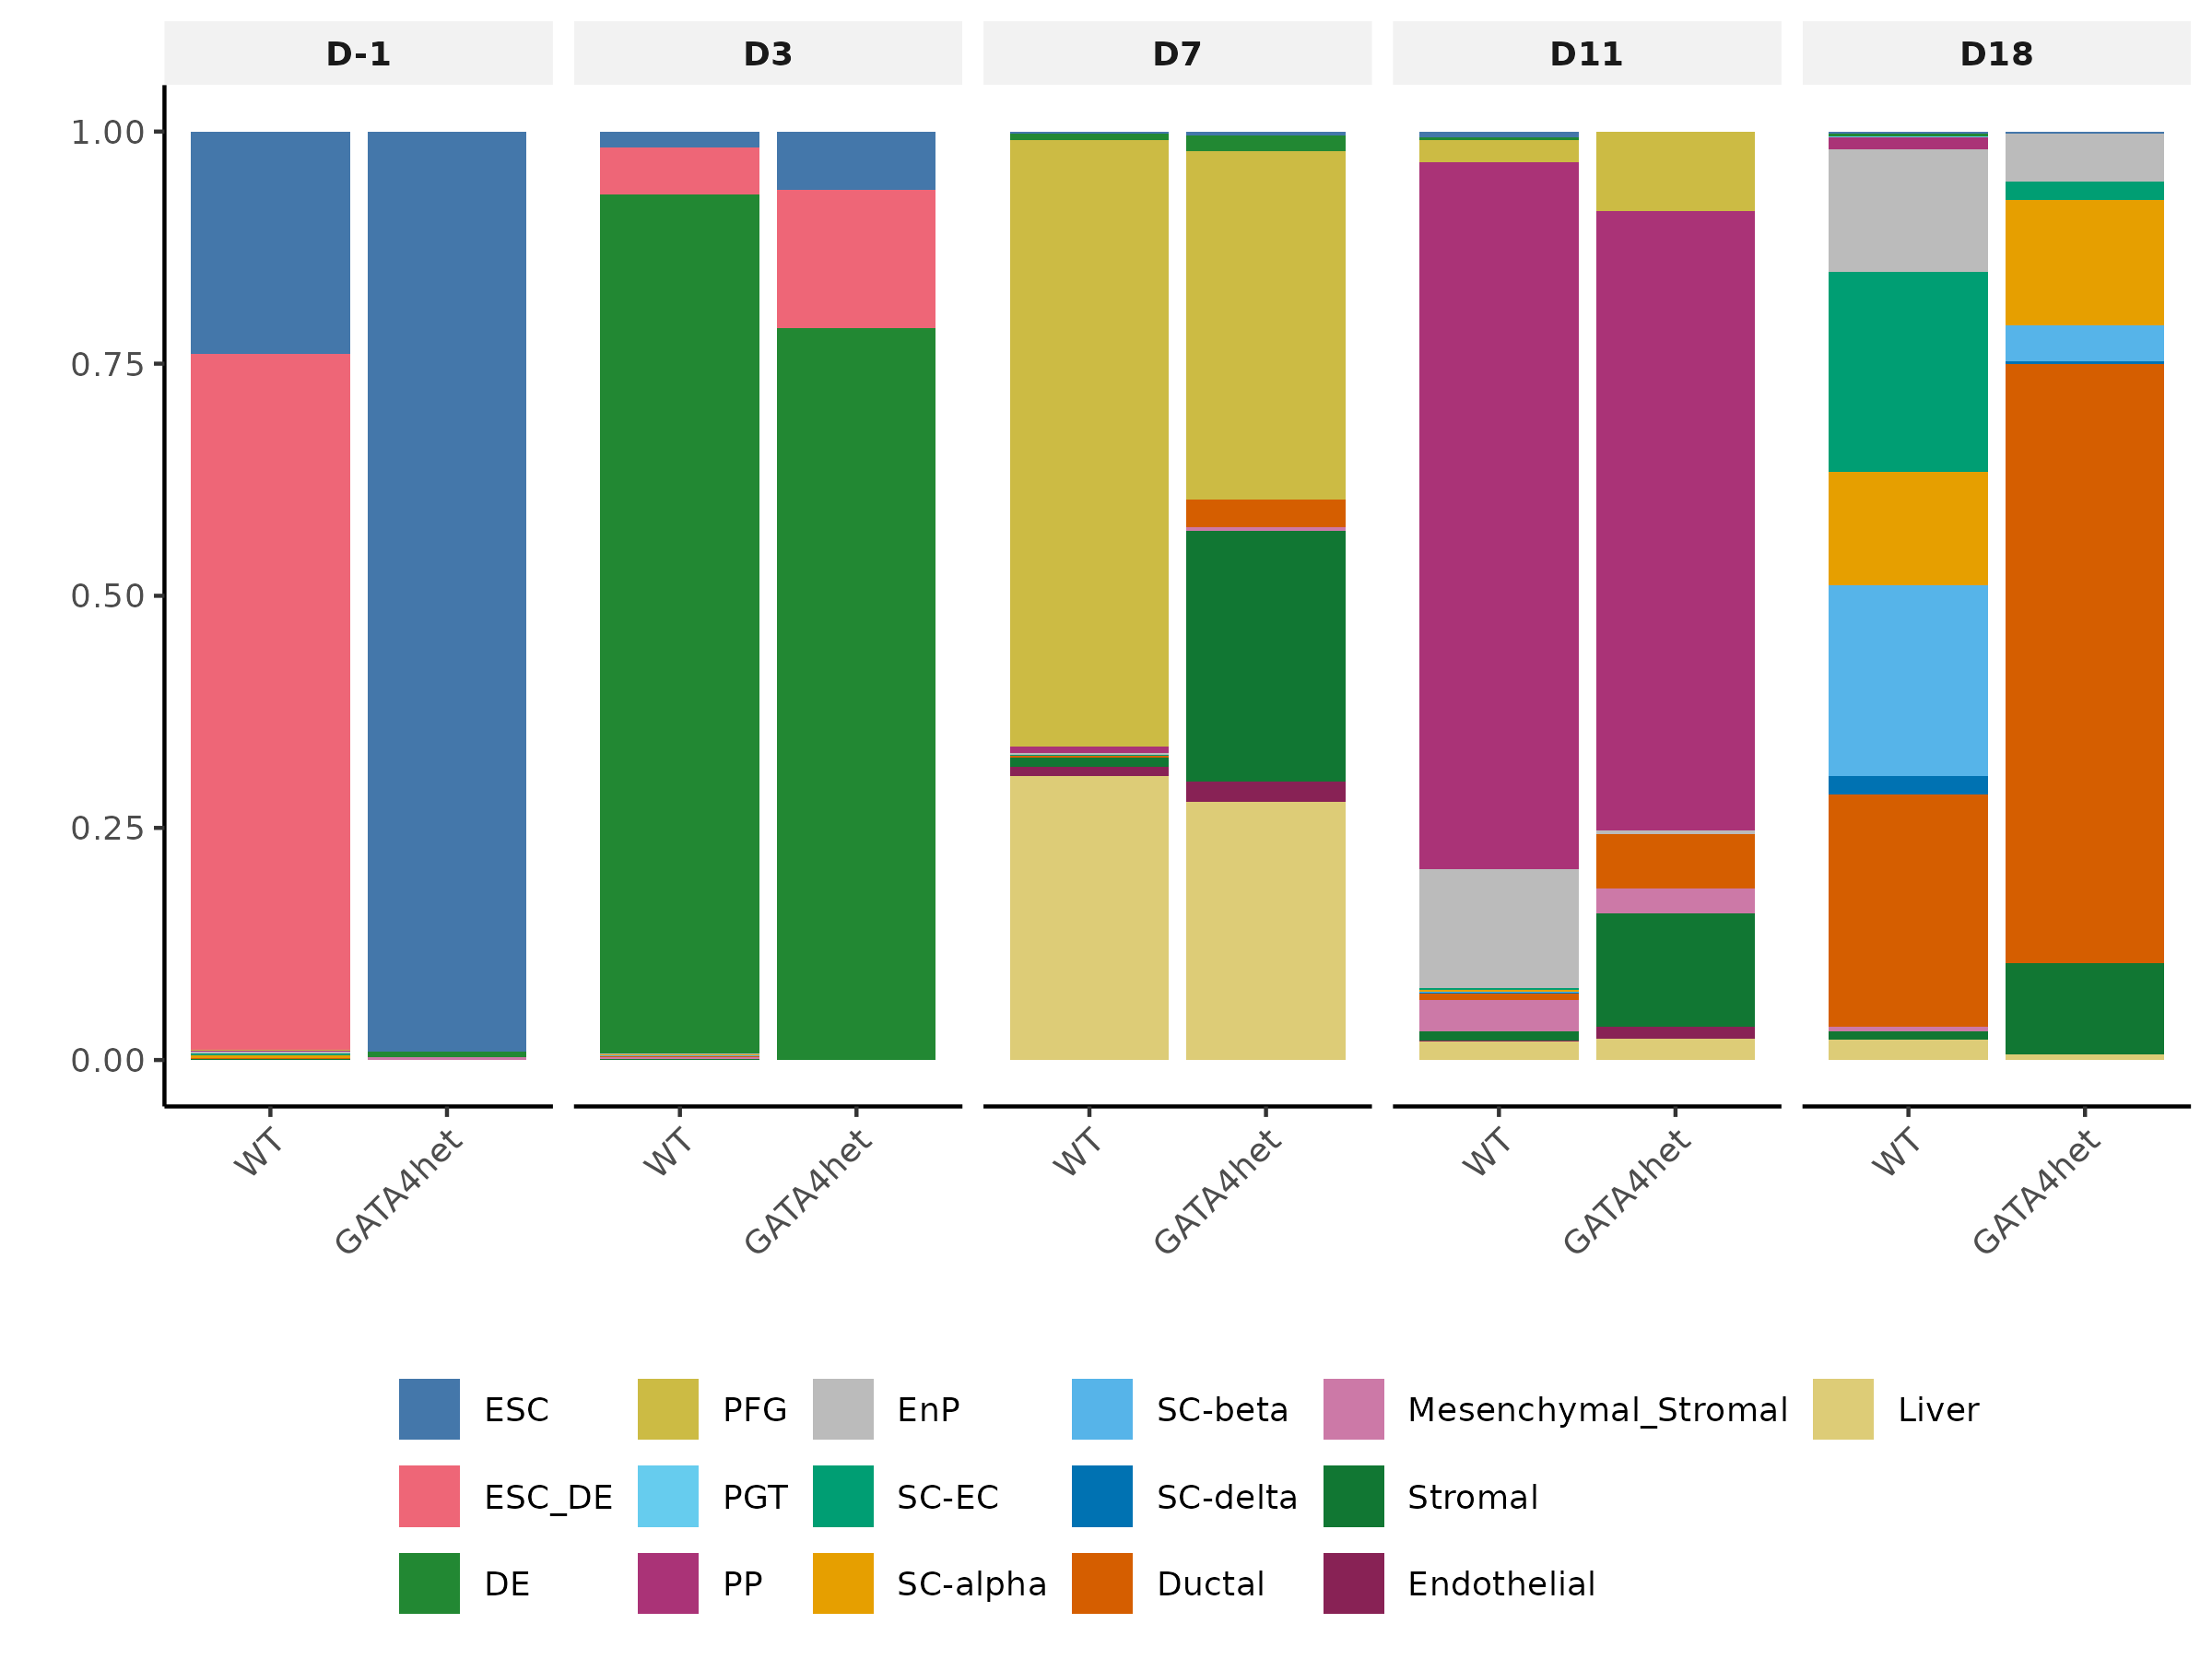 D-1 D3 D7 D11 D18
1.00
0.75
0.50
0.25
0.00
WT GATA4het WT GATA4het WT GATA4het WT GATA4het WT GATA4het
ESC PFG EnP SC-beta Mesenchymal_Stromal Liver
ESC_DE PGT SC-EC SC-delta Stromal
DE PP SC-alpha Ductal Endothelial